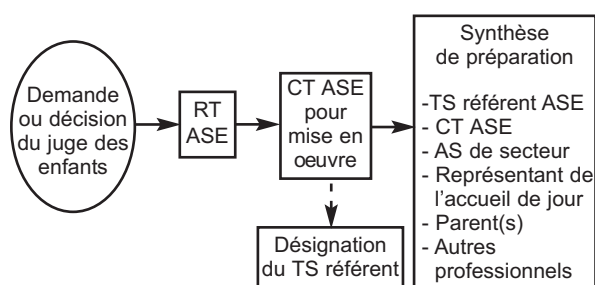 Demande
ou décision
du juge des
enfants
RT
ASE
CT ASE
pour
mise en
oeuvre
Désignation
du TS référent
Synthèse
de préparation
-TS référent ASE
- CT ASE
- AS de secteur
- Représentant de
l'accueil de jour
- Parent(s)
- Autres
professionnels